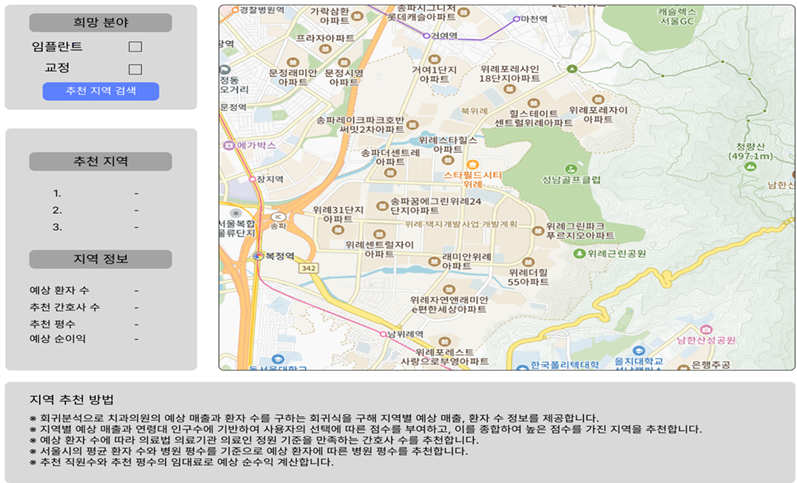 희망 분야
임플란트
교정
추천 지역 검색
추천 지역
1. -
2. -
3. -
지역 정보
예상 환자 수 -
추천 간호사 수 -
추천 평수 -
예상 순이익 -
경찰병원역
가락삼환
아파트
송파시그니처
롯데캐슬아파트
마천역
캐슬렉스
서울GC
거여역
프라자아파트
문정래미안
아파트
문정시영
아파트
거여1단지
아파트
위례포레샤인
18단지아파트
오거리
문정역
북위례
힐스테이트
센트럴위례아파트
위례포레자이
아파트
송파레이크파크호반
써밋2차아파트
위례스타힐스
아파트
메가박스
송파더센트레
아파트
스타필드시티
위례
성남골프클럽
청량산
(497.1m)
남한산
장지역
송파꿈에그린위례24
단지아파트
위례31단지
아파트
위례·택지개발사업·개발계획
서울복합
물류단지
IC
송파
위례그린파크
푸르지오아파트
위례센트럴자이
아파트
복정역
342
래미안위례
아파트
위례더힐
55아파트
위례근린공원
위례자연앤래미안
e편한세상아파트
남위례역
위례포레스트
사랑으로부영아파트
동서울대학교
한국폴리텍대학
을지대학교
성남캠퍼스
남한산성공원
은행주공
지역 추천 방법
※ 회귀분석으로 치과의원의 예상 매출과 환자 수를 구하는 회귀식을 구해 지역별 예상 매출, 환자 수 정보를 제공합니다.
※ 지역별 예상 매출과 연령대 인구수에 기반하여 사용자의 선택에 따른 점수를 부여하고, 이를 종합하여 높은 점수를 가진 지역을 추천합니다.
※ 예상 환자 수에 따라 의료법 의료기관 의료인 정원 기준을 만족하는 간호사 수를 추천합니다.
※ 서울시의 평균 환자 수와 병원 평수를 기준으로 예상 환자에 따른 병원 평수를 추천합니다.
※ 추천 직원수와 추천 평수의 임대료로 예상 순수익 계산합니다.